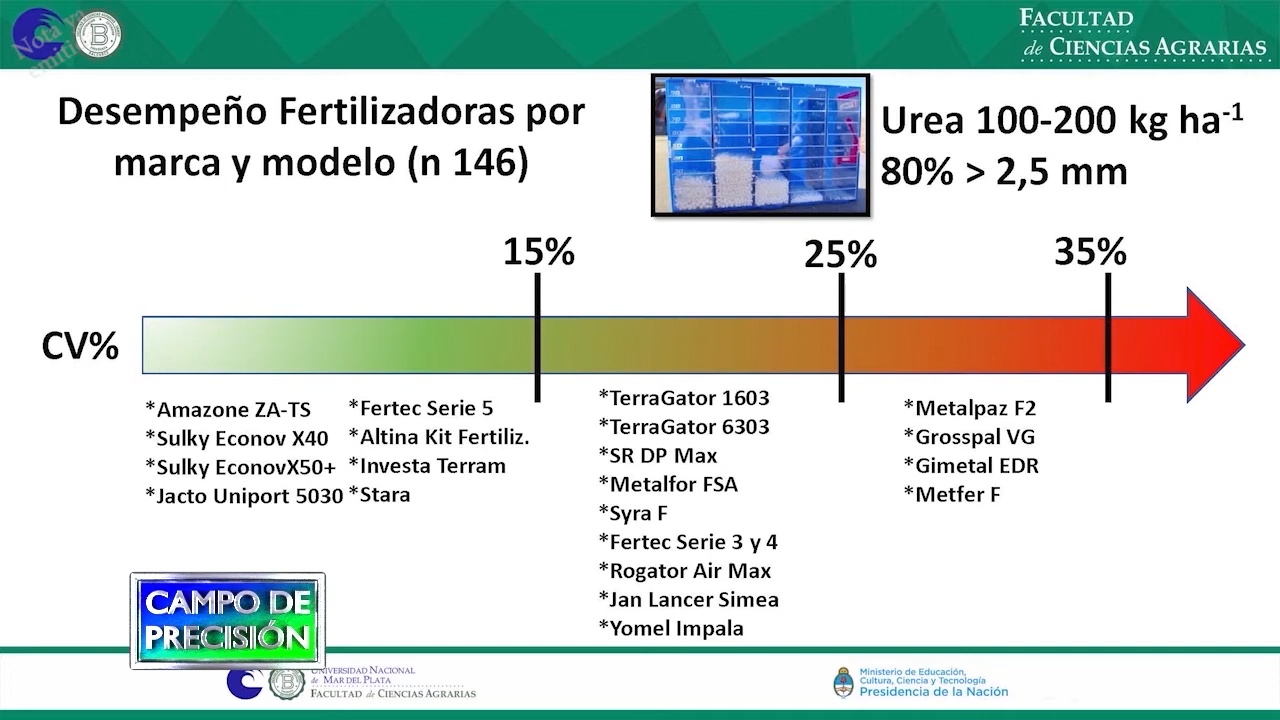 Nota ya
emitida
FACULTAD
de CIENCIAS AGRARIAS
Desempeño Fertilizadoras por
marca y modelo (n 146)
Urea 100-200 kg ha-1
80% > 2,5 mm
15%
25%
35%
CV%
*Amazone ZA-TS
*Sulky Econov X40
*Sulky EconovX50+
*Jacto Uniport 5030
*Fertec Serie 5
*Altina Kit Fertiliz.
*Investa Terram
*Stara
*TerraGator 1603
*TerraGator 6303
*SR DP Max
*Metalfor FSA
*Syra F
*Fertec Serie 3 y 4
*Rogator Air Max
*Jan Lancer Simea
*Yomel Impala
*Metalpaz F2
*Grosspal VG
*Gimetal EDR
*Metfer F
CAMPO DE
PRECISIÓN
UNIVERSIDAD NACIONAL
DE MAR DEL PLATA
FACULTAD de CIENCIAS AGRARIAS
Ministerio de Educación,
Cultura, Ciencia y Tecnología
Presidencia de la Nación